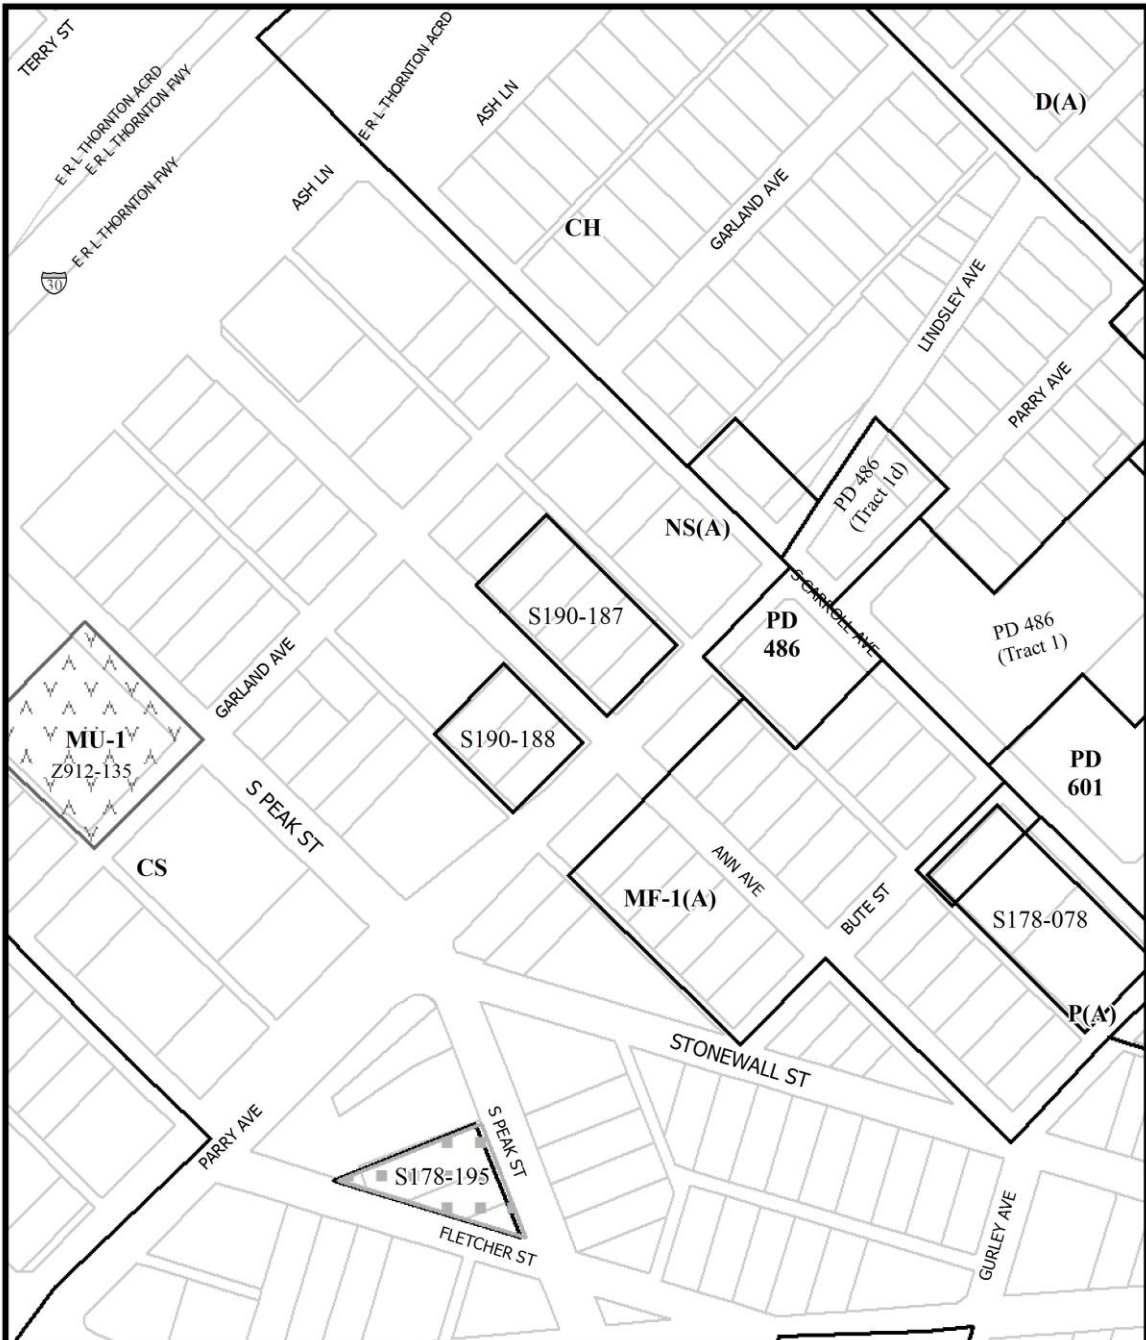 TERRY ST
E R L THORNTON ACRD
E R L THORNTON FWY
E R L THORNTON FWY
30
E R L THORNTON ACRD
ASH LN
ASH LN
D(A)
CH
GARLAND AVE
LINDSLEY AVE
PARRY AVE
PD 486
(Tract 1d)
NS(A)
S CARROLL AVE
S190-187
PD
486
PD 486
(Tract 1)
GARLAND AVE
MU-1
Z912-135
S190-188
PD
601
S PEAK ST
CS
ANN AVE
MF-1(A)
BUTE ST
S178-078
P(A)
STONEWALL ST
PARRY AVE
S PEAK ST
S178-195
FLETCHER ST
GURLEY AVE